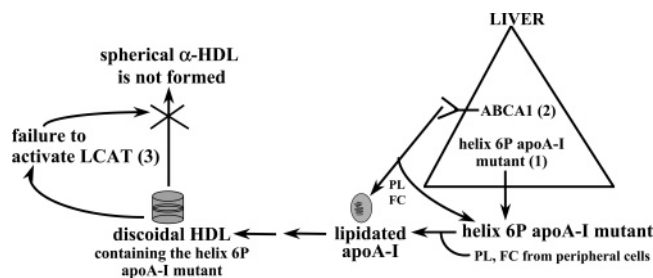 LIVER
spherical α-HDL
is not formed
ABCA1 (2)
failure to
activate LCAT (3)
helix 6P apoA-I
mutant (1)
PL
FC
discoidal HDL
containing the helix 6P
apoA-I mutant
lipidated
apoA-I
helix 6P apoA-I mutant
PL, FC from peripheral cells